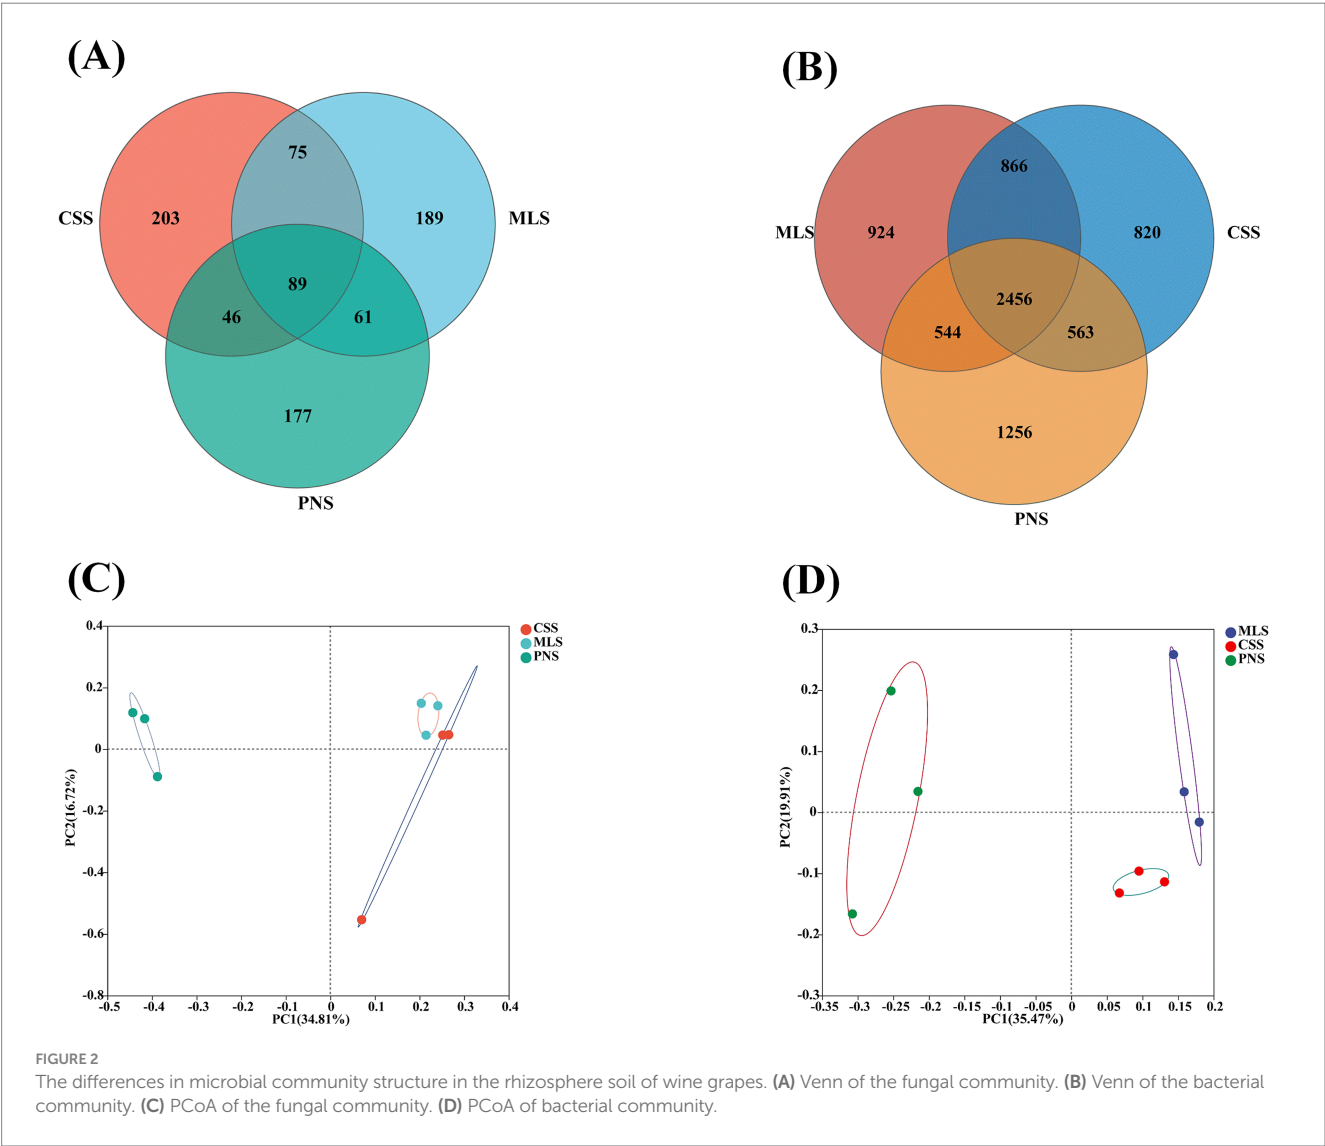 (A)
75
CSS
203
189
MLS
89
46
61
177
PNS
(B)
866
MLS
924
820
CSS
2456
544
563
1256
PNS
(C)
CSS
MLS
PNS
0.4
0.2
0
-0.2
-0.4
-0.6
-0.8
PC2(16.72%)
-0.5
-0.4
-0.3
-0.2
-0.1
0
0.1
0.2
0.3
0.4
PC1(34.81%)
(D)
MLS
CSS
PNS
0.3
0.2
0.1
0
-0.1
-0.2
-0.3
PC2(19.91%)
-0.35
-0.3
-0.25
-0.2
-0.15
-0.1
-0.05
0
0.05
0.1
0.15
0.2
PC1(35.47%)
FIGURE 2
The differences in microbial community structure in the rhizosphere soil of wine grapes. (A) Venn of the fungal community. (B) Venn of the bacterial
community. (C) PCoA of the fungal community. (D) PCoA of bacterial community.